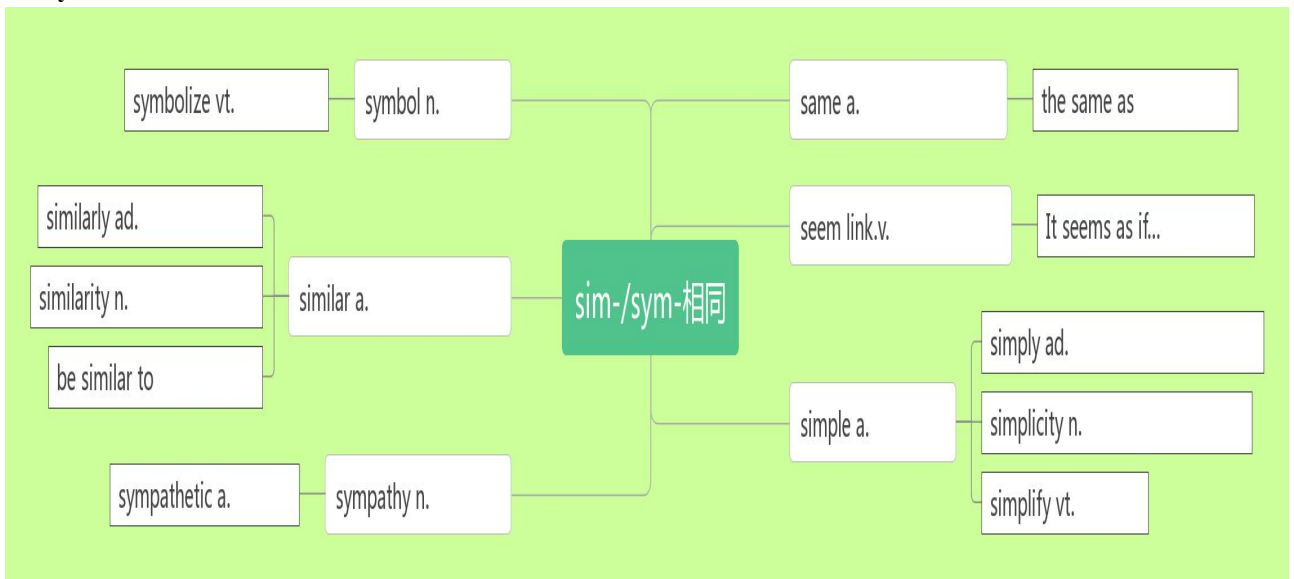 symbolize vt.
symbol n.
similarly ad.
similarity n.
be similar to
similar a.
sympathetic a.
sympathy n.
sim-/sym-相同
same a.
the same as
seem link.v.
It seems as if...
simple a.
simply ad.
simplicity n.
simplify vt.